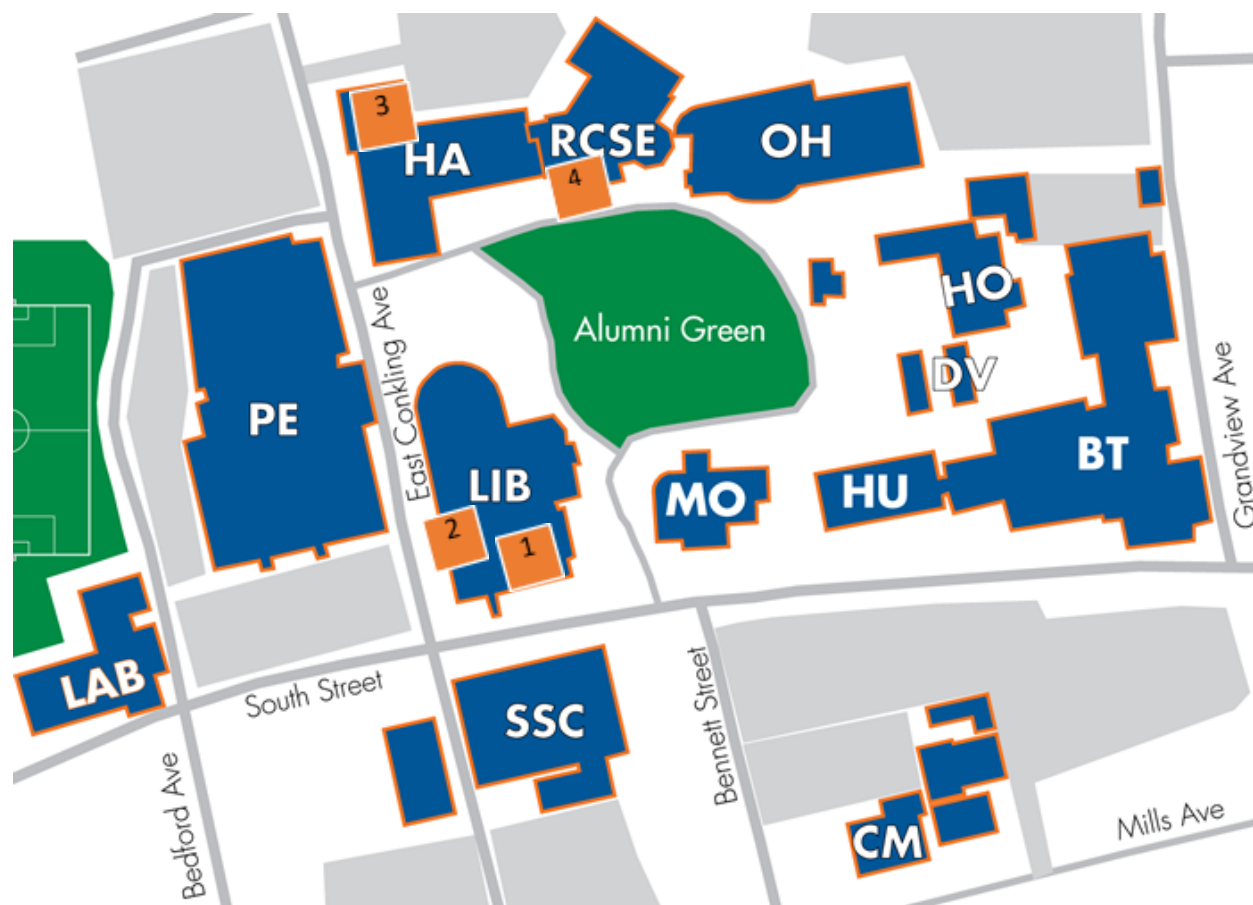 3
HA
RCSE
4
OH
HO
Alumni Green
DV
East Conkling Ave
PE
LIB
2
1
MO
HU
BT
Grandview Ave
LAB
South Street
SSC
Bennett Street
Bedford Ave
CM
Mills Ave